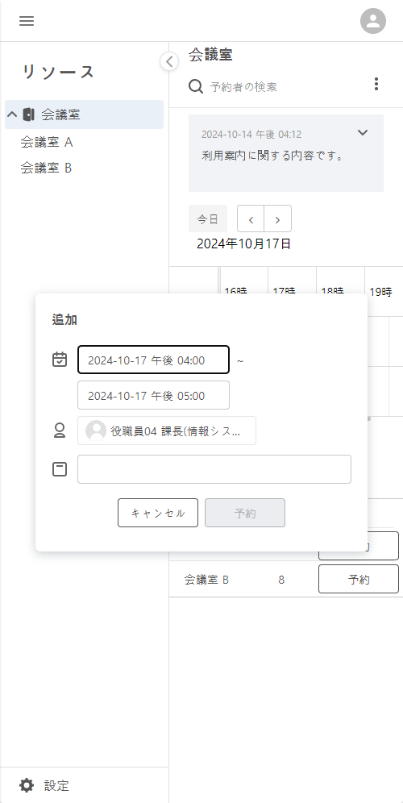 リソース
会議室
会議室 A
会議室 B
会議室
予約者の検索
2024-10-14 午後 04:12
利用案内に関する内容です。
今日
2024年10月17日
16時 17時 18時 19時
追加
2024-10-17 午後 04:00 ~
2024-10-17 午後 05:00
役職員04 課長(情報シス...
キャンセル 予約
会議室 B 8 予約
設定